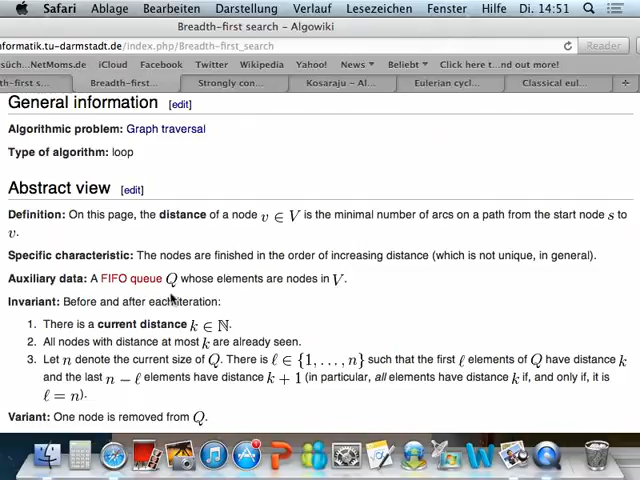 Safari Ablage Bearbeiten Darstellung Verlauf Lesezeichen Fenster Hilfe Di. 14:51
Breadth-first search - Algowiki
nformatik.tu-darmstadt.de/index.php/Breadth-first_search Reader
süch...NetMoms.de iCloud Facebook Twitter Wikipedia Yahoo! News Beliebt Click here t...nd out more!
th-first s... Breadth-first... Strongly con... Kosaraju – Al... Eulerian cycl... Classical eul...
General information [edit]
Algorithmic problem: Graph traversal
Type of algorithm: loop
Abstract view [edit]
Definition: On this page, the distance of a node v ∈ V is the minimal number of arcs on a path from the start node s to
v.
Specific characteristic: The nodes are finished in the order of increasing distance (which is not unique, in general).
Auxiliary data: A FIFO queue Q whose elements are nodes in V.
Invariant: Before and after each iteration:
1. There is a current distance k ∈ ℕ.
2. All nodes with distance at most k are already seen.
3. Let n denote the current size of Q. There is ℓ ∈ {1, . . . , n} such that the first ℓ elements of Q have distance k
and the last n − ℓ elements have distance k + 1 (in particular, all elements have distance k if, and only if, it is
ℓ = n).
Variant: One node is removed from Q.